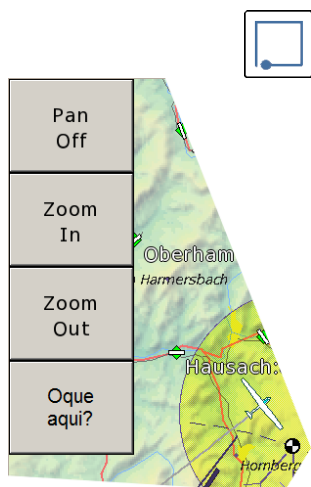 Pan
Off
Zoom
In
Oberham
Harmersbach
Zoom
Out
Hausach:
Oque
aqui?
Hornberg